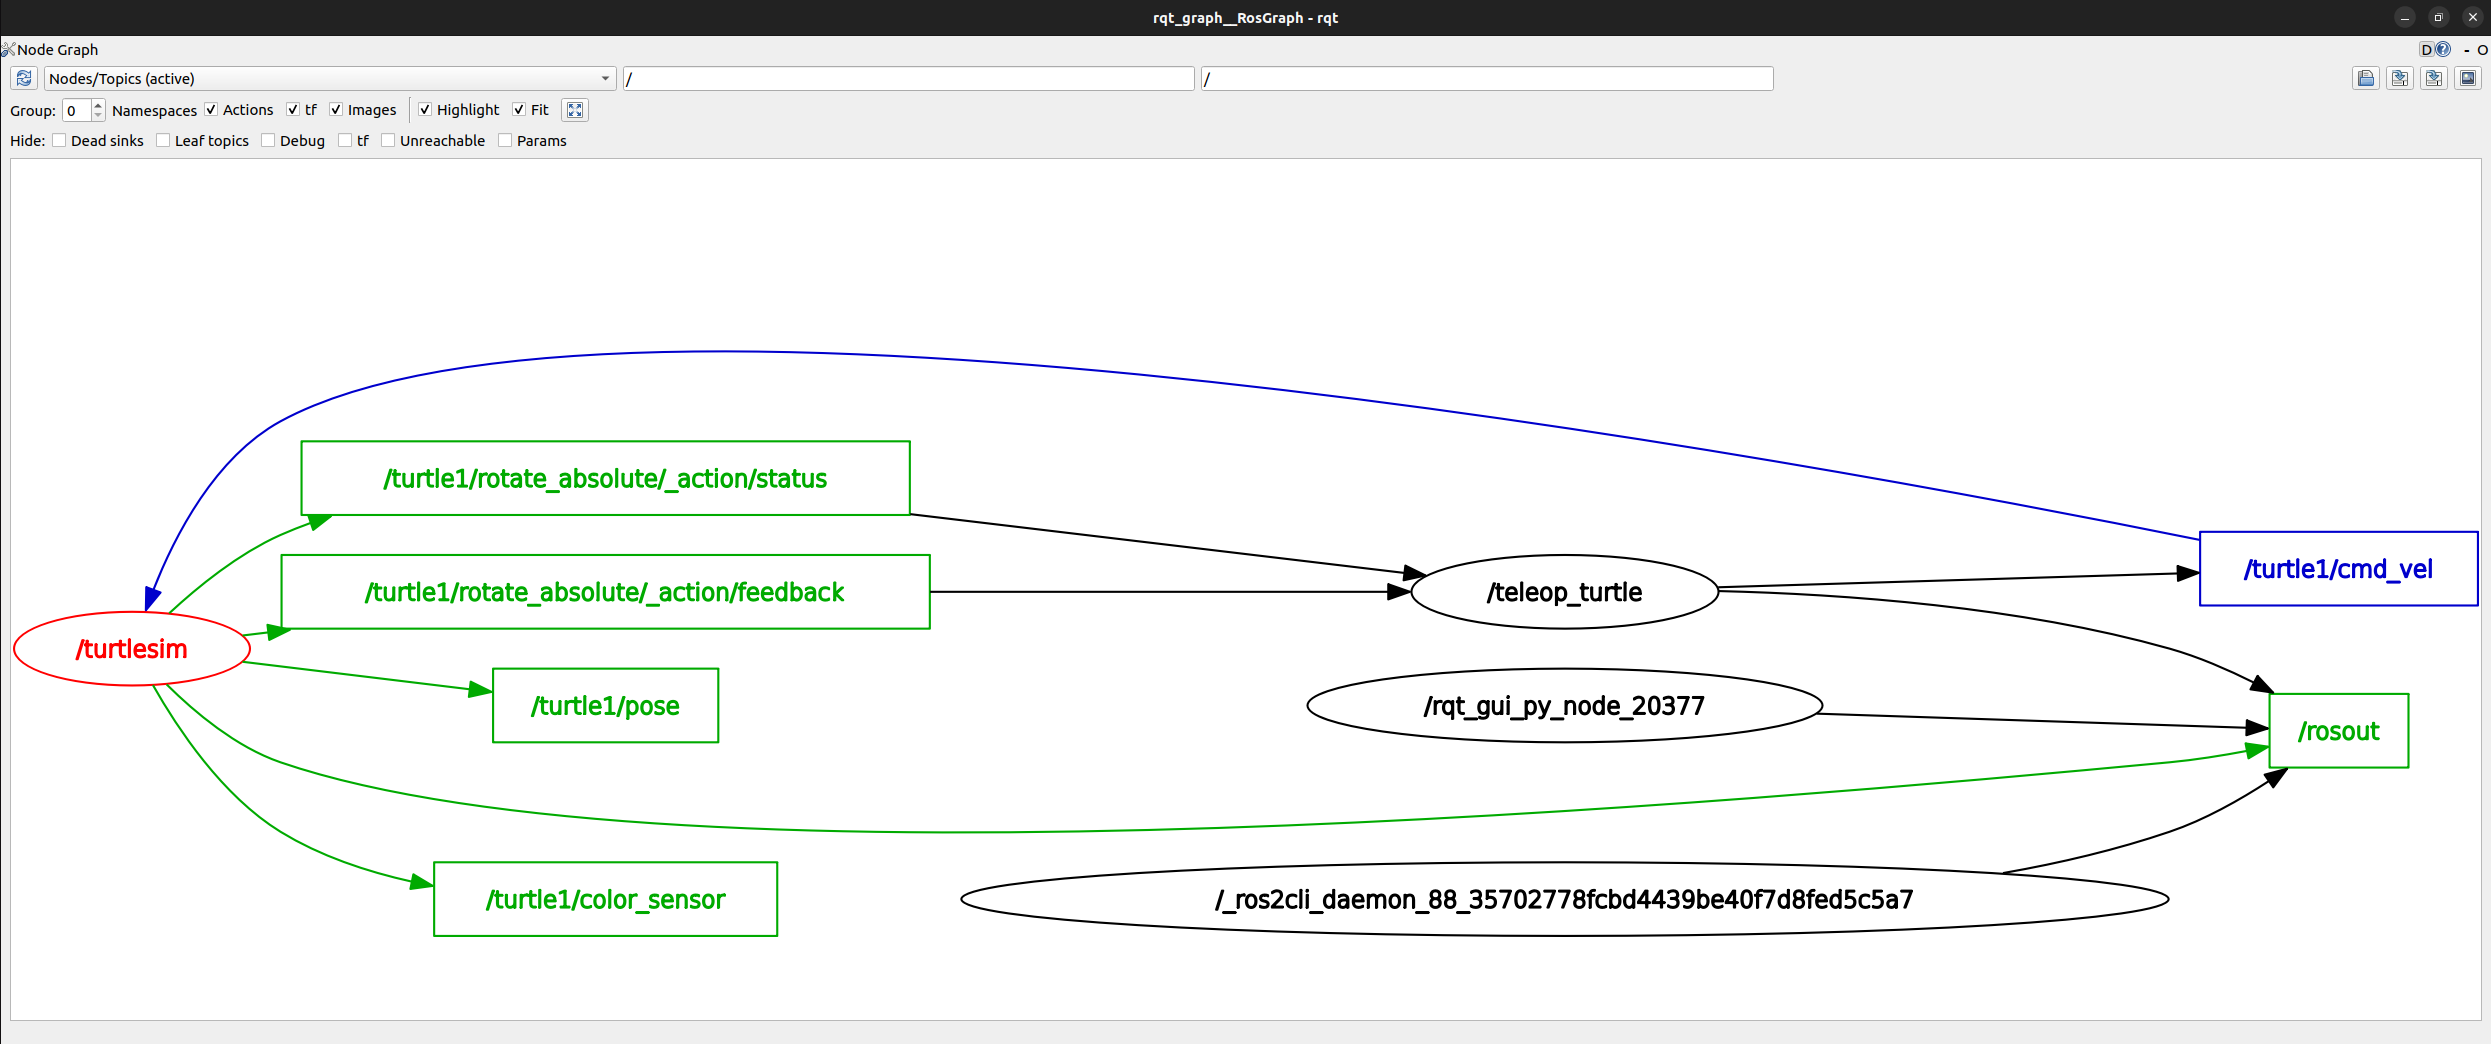 rqt_graph__RosGraph - rqt
Node Graph
D - O
Nodes/Topics (active) / /
Group: 0 Namespaces Actions tf Images Highlight Fit
Hide: Dead sinks Leaf topics Debug tf Unreachable Params
/turtle1/rotate_absolute/_action/status
/turtle1/cmd_vel
/turtle1/rotate_absolute/_action/feedback
/teleop_turtle
/turtlesim
/turtle1/pose
/rqt_gui_py_node_20377
/rosout
/turtle1/color_sensor
/_ros2cli_daemon_88_35702778fcbd4439be40f7d8fed5c5a7